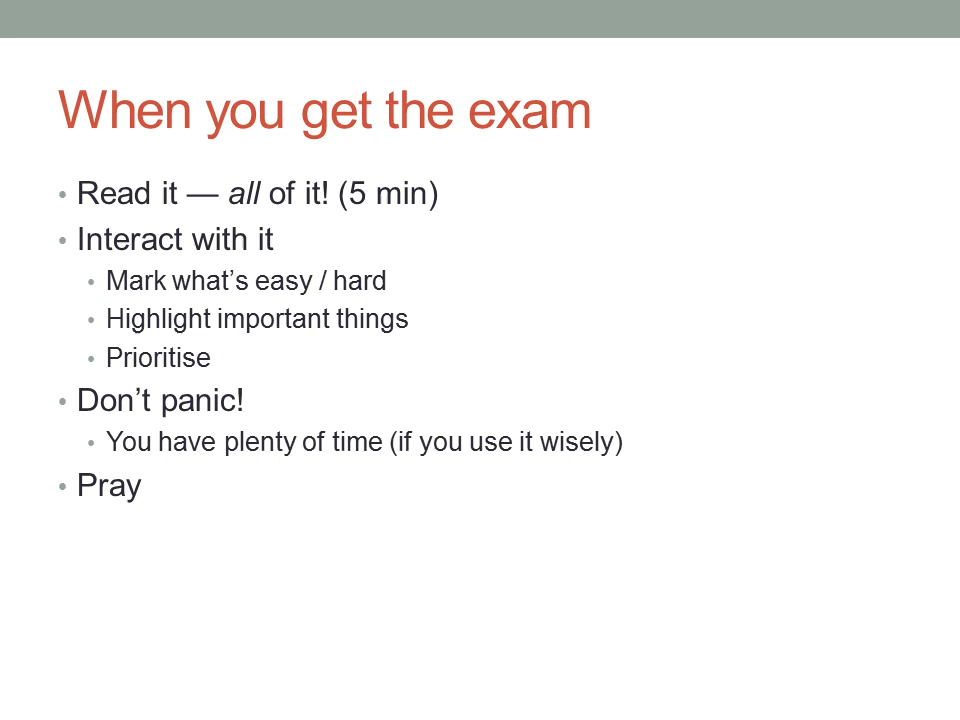 When you get the exam
• Read it — all of it! (5 min)
• Interact with it
• Mark what’s easy / hard
• Highlight important things
• Prioritise
• Don’t panic!
• You have plenty of time (if you use it wisely)
• Pray